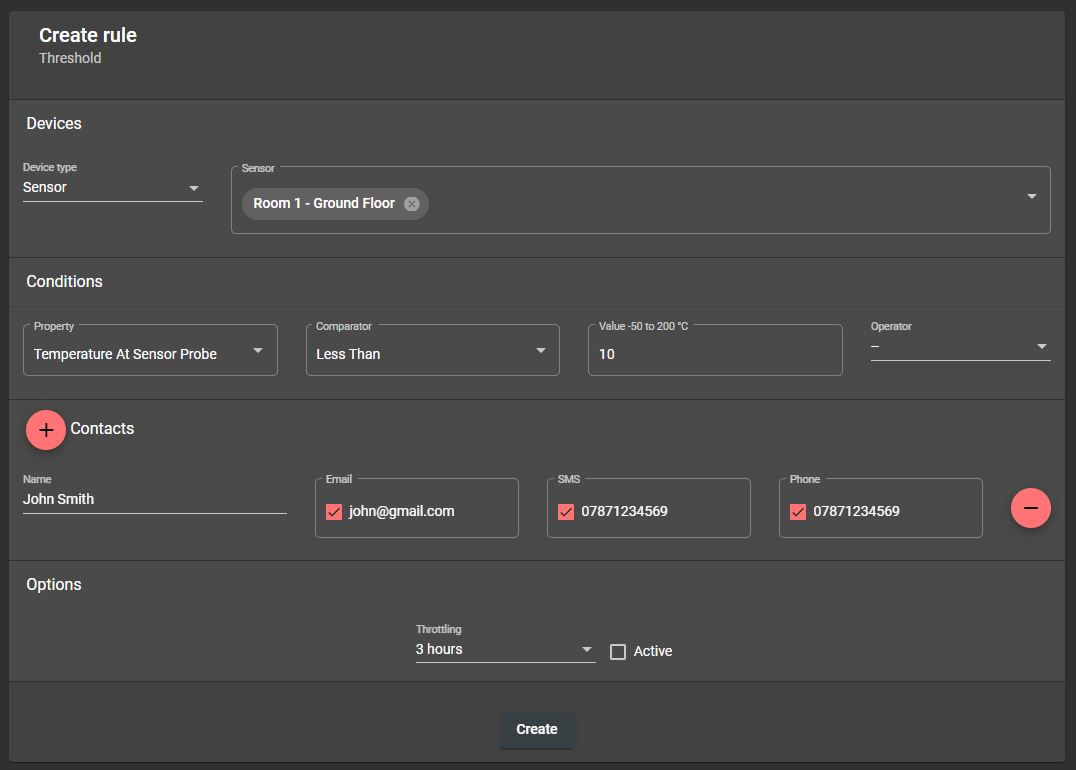 Create rule
Threshold
Devices
Device type
Sensor
Sensor
Room 1 - Ground Floor
Conditions
Property
Temperature At Sensor Probe
Comparator
Less Than
Value -50 to 200 °C
10
Operator
–
Contacts
Name
John Smith
Email
john@gmail.com
SMS
07871234569
Phone
07871234569
Options
Throttling
3 hours
Active
Create